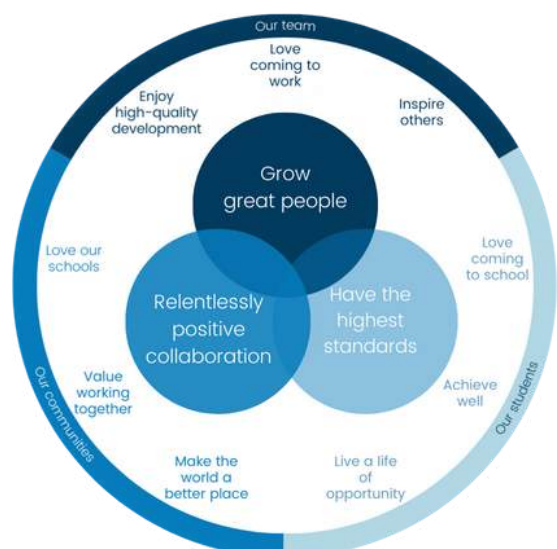 Our team
Love
coming to
work
Enjoy
high-quality
development
Inspire
others
Grow
great people
Love our
schools
Love
coming
to school
Relentlessly
positive
collaboration
Have the
highest
standards
Value
working
together
Achieve
well
Our communities
Our students
Make the
world a
better place
Live a life
of
opportunity